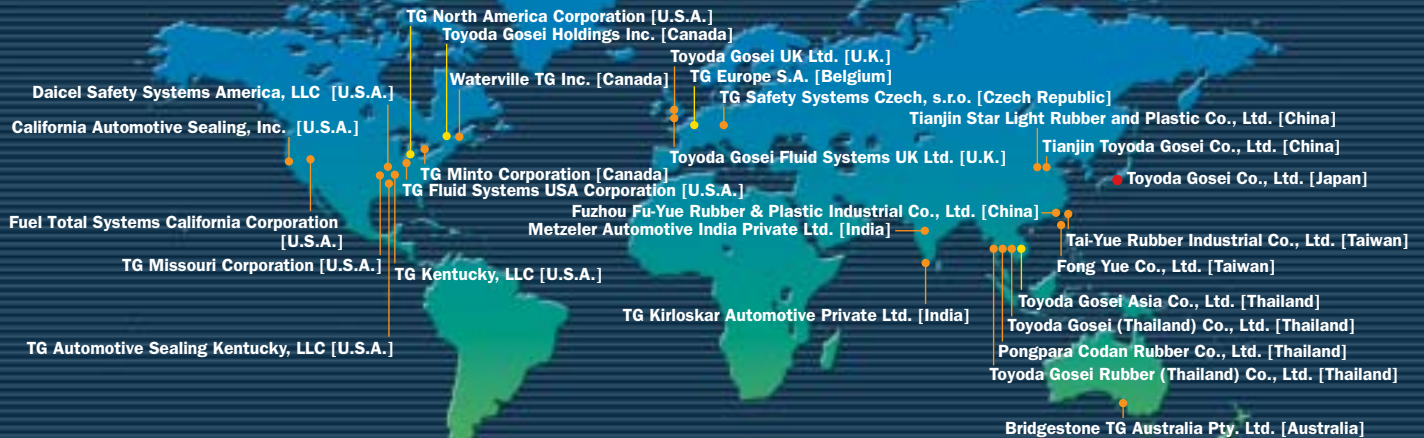 TG North America Corporation [U.S.A.]
Toyoda Gosei Holdings Inc. [Canada]
Waterville TG Inc. [Canada]
Daicel Safety Systems America, LLC [U.S.A.]
California Automotive Sealing, Inc. [U.S.A.]
TG Minto Corporation [Canada]
TG Fluid Systems USA Corporation [U.S.A.]
Fuel Total Systems California Corporation
[U.S.A.]
TG Missouri Corporation [U.S.A.]
TG Kentucky, LLC [U.S.A.]
TG Automotive Sealing Kentucky, LLC [U.S.A.]
Toyoda Gosei UK Ltd. [U.K.]
TG Europe S.A. [Belgium]
TG Safety Systems Czech, s.r.o. [Czech Republic]
Toyoda Gosei Fluid Systems UK Ltd. [U.K.]
Tianjin Star Light Rubber and Plastic Co., Ltd. [China]
Tianjin Toyoda Gosei Co., Ltd. [China]
Toyoda Gosei Co., Ltd. [Japan]
Fuzhou Fu-Yue Rubber & Plastic Industrial Co., Ltd. [China]
Metzeler Automotive India Private Ltd. [India]
Tai-Yue Rubber Industrial Co., Ltd. [Taiwan]
Fong Yue Co., Ltd. [Taiwan]
TG Kirloskar Automotive Private Ltd. [India]
Toyoda Gosei Asia Co., Ltd. [Thailand]
Toyoda Gosei (Thailand) Co., Ltd. [Thailand]
Pongpara Codan Rubber Co., Ltd. [Thailand]
Toyoda Gosei Rubber (Thailand) Co., Ltd. [Thailand]
Bridgestone TG Australia Pty. Ltd. [Australia]